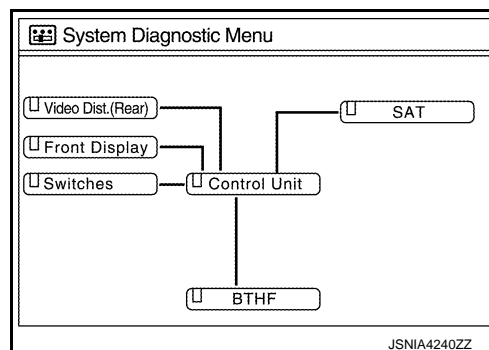 System Diagnostic Menu
Video Dist.(Rear)
SAT
Front Display
Switches
Control Unit
BTHF
JSNIA4240ZZ